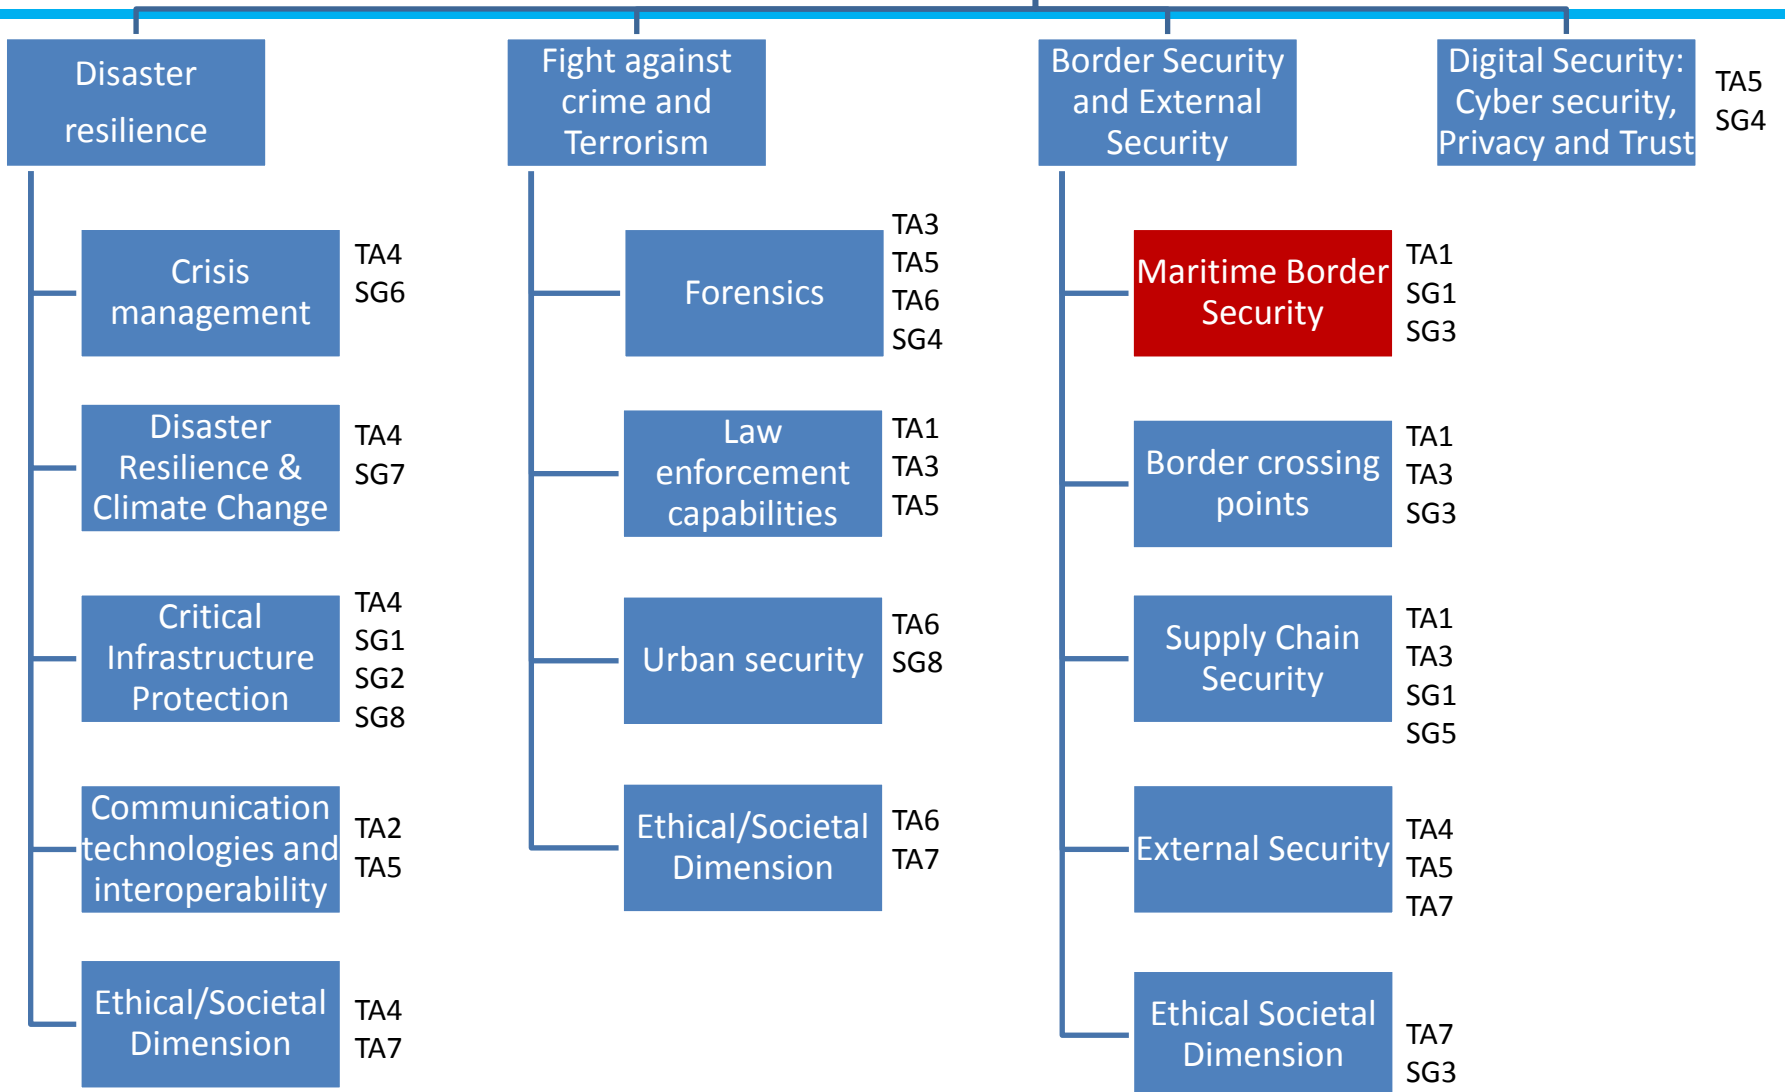 Disaster
resilience
Crisis
management
TA4
SG6
Disaster
Resilience &
Climate Change
TA4
SG7
Critical
Infrastructure
Protection
TA4
SG1
SG2
SG8
Communication
technologies and
interoperability
TA2
TA5
Ethical/Societal
Dimension
TA4
TA7
Fight against
crime and
Terrorism
Forensics
TA3
TA5
TA6
SG4
Law
enforcement
capabilities
TA1
TA3
TA5
Urban security
TA6
SG8
Ethical/Societal
Dimension
TA6
TA7
Border Security
and External
Security
Maritime Border
Security
TA1
SG1
SG3
Border crossing
points
TA1
TA3
SG3
Supply Chain
Security
TA1
TA3
SG1
SG5
External Security
TA4
TA5
TA7
Ethical Societal
Dimension
TA7
SG3
Digital Security:
Cyber security,
Privacy and Trust
TA5
SG4